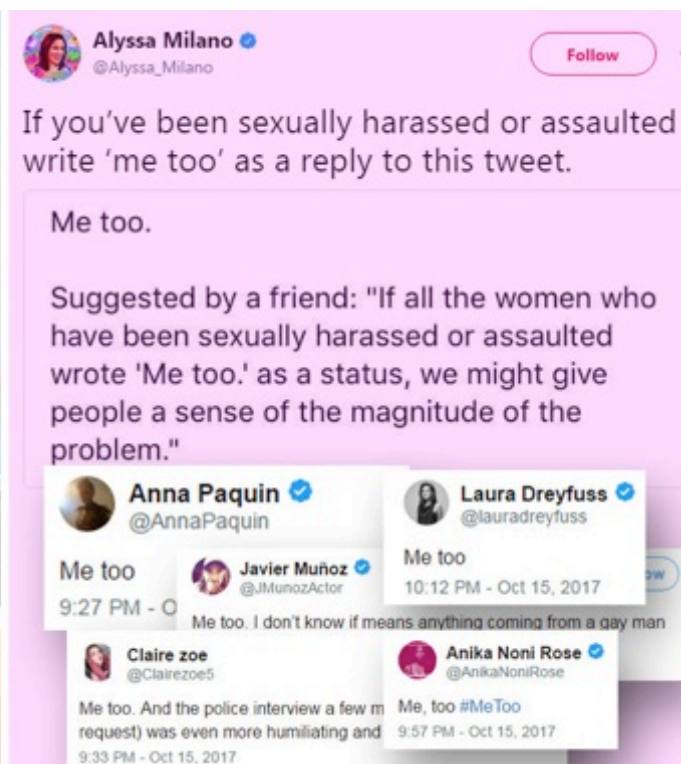 Alyssa Milano
@Alyssa_Milano
Follow
If you've been sexually harassed or assaulted
write 'me too' as a reply to this tweet.
Me too.
Suggested by a friend: "If all the women who
have been sexually harassed or assaulted
wrote 'Me too.' as a status, we might give
people a sense of the magnitude of the
problem."
Anna Paquin
@AnnaPaquin
Me too
9:27 PM - O
Laura Dreyfuss
@lauradreyfuss
Me too
10:12 PM - Oct 15, 2017
Javier Muñoz
@JMunozActor
Me too. I don't know if means anything coming from a gay man
Claire zoe
@Clairezoe5
Me too. And the police interview a few m
request) was even more humiliating and
9:33 PM - Oct 15, 2017
Anika Noni Rose
@AnikaNoniRose
Me, too #MeToo
9:57 PM - Oct 15, 2017